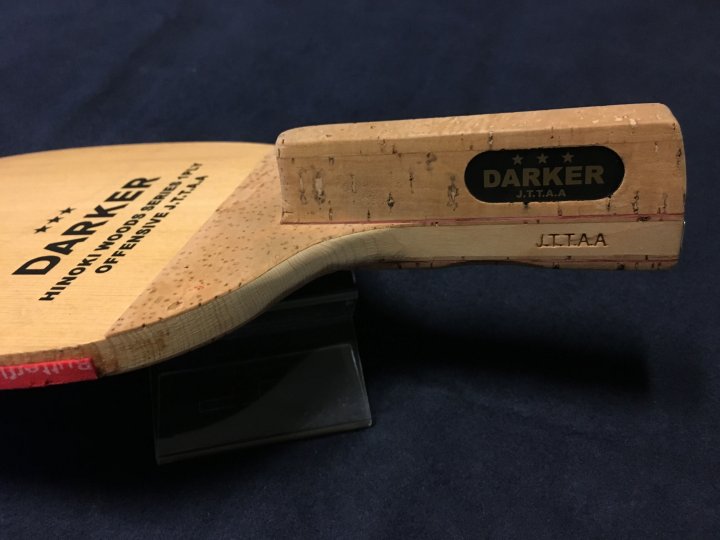 ★★★
DARKER
HINOKI WOODS SERIES 1PLY
OFFENSIVE J.T.T.A.A
★★★
DARKER
J.T.T.A.A
J.T.T.A.A